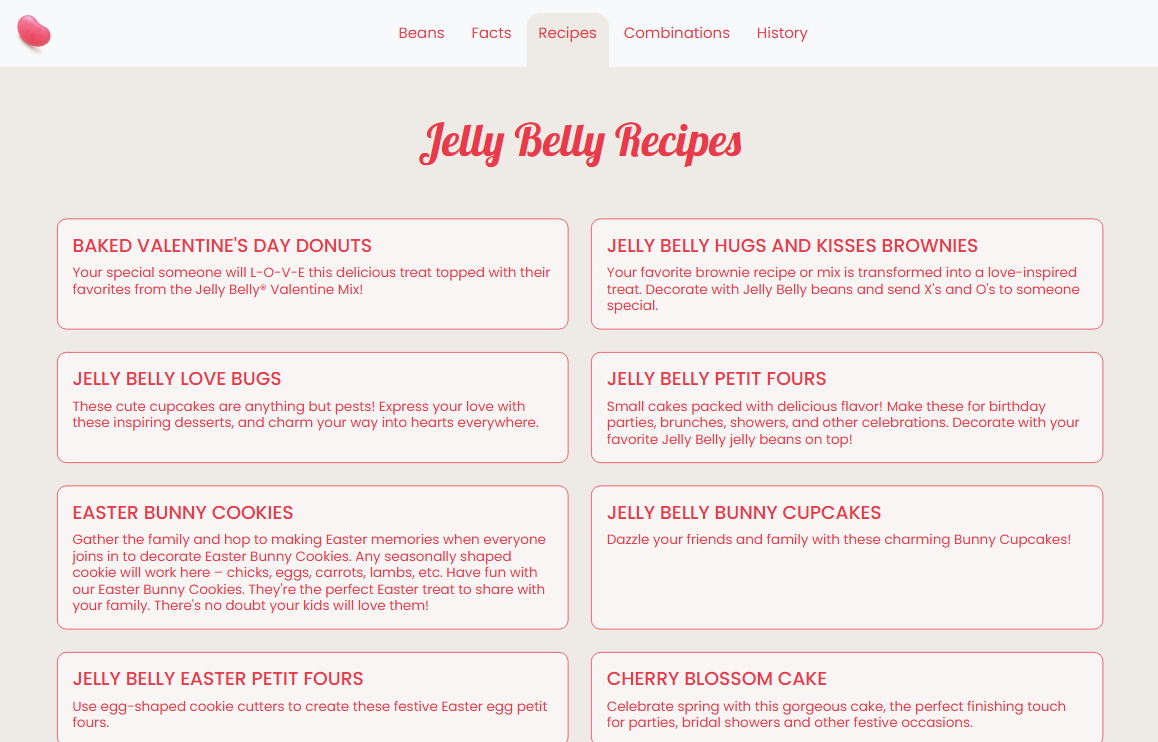 Beans Facts Recipes Combinations History
Jelly Belly Recipes
BAKED VALENTINE'S DAY DONUTS
Your special someone will L-O-V-E this delicious treat topped with their
favorites from the Jelly Belly® Valentine Mix!
JELLY BELLY HUGS AND KISSES BROWNIES
Your favorite brownie recipe or mix is transformed into a love-inspired
treat. Decorate with Jelly Belly beans and send X's and O's to someone
special.
JELLY BELLY LOVE BUGS
These cute cupcakes are anything but pests! Express your love with
these inspiring desserts, and charm your way into hearts everywhere.
JELLY BELLY PETIT FOURS
Small cakes packed with delicious flavor! Make these for birthday
parties, brunches, showers, and other celebrations. Decorate with your
favorite Jelly Belly jelly beans on top!
EASTER BUNNY COOKIES
Gather the family and hop to making Easter memories when everyone
joins in to decorate Easter Bunny Cookies. Any seasonally shaped
cookie will work here – chicks, eggs, carrots, lambs, etc. Have fun with
our Easter Bunny Cookies. They're the perfect Easter treat to share with
your family. There's no doubt your kids will love them!
JELLY BELLY BUNNY CUPCAKES
Dazzle your friends and family with these charming Bunny Cupcakes!
JELLY BELLY EASTER PETIT FOURS
Use egg-shaped cookie cutters to create these festive Easter egg petit
fours.
CHERRY BLOSSOM CAKE
Celebrate spring with this gorgeous cake, the perfect finishing touch
for parties, bridal showers and other festive occasions.